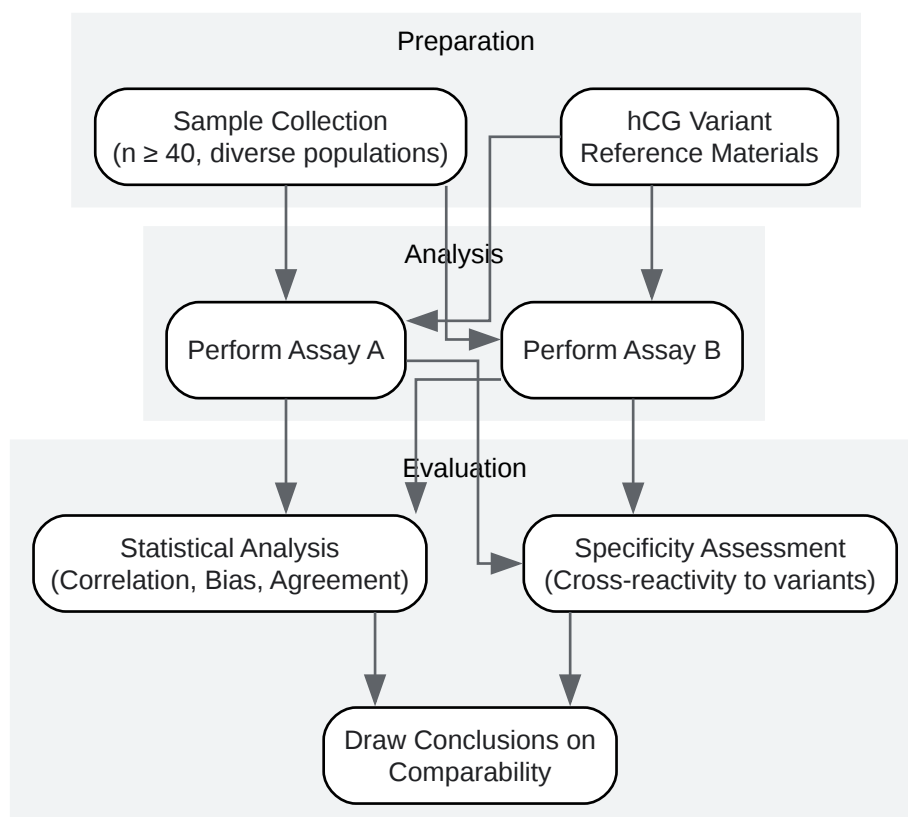 Preparation
Sample Collection
(n ≥ 40, diverse populations)
hCG Variant
Reference Materials
Analysis
Perform Assay A
Perform Assay B
Evaluation
Statistical Analysis
(Correlation, Bias, Agreement)
Specificity Assessment
(Cross-reactivity to variants)
Draw Conclusions on
Comparability